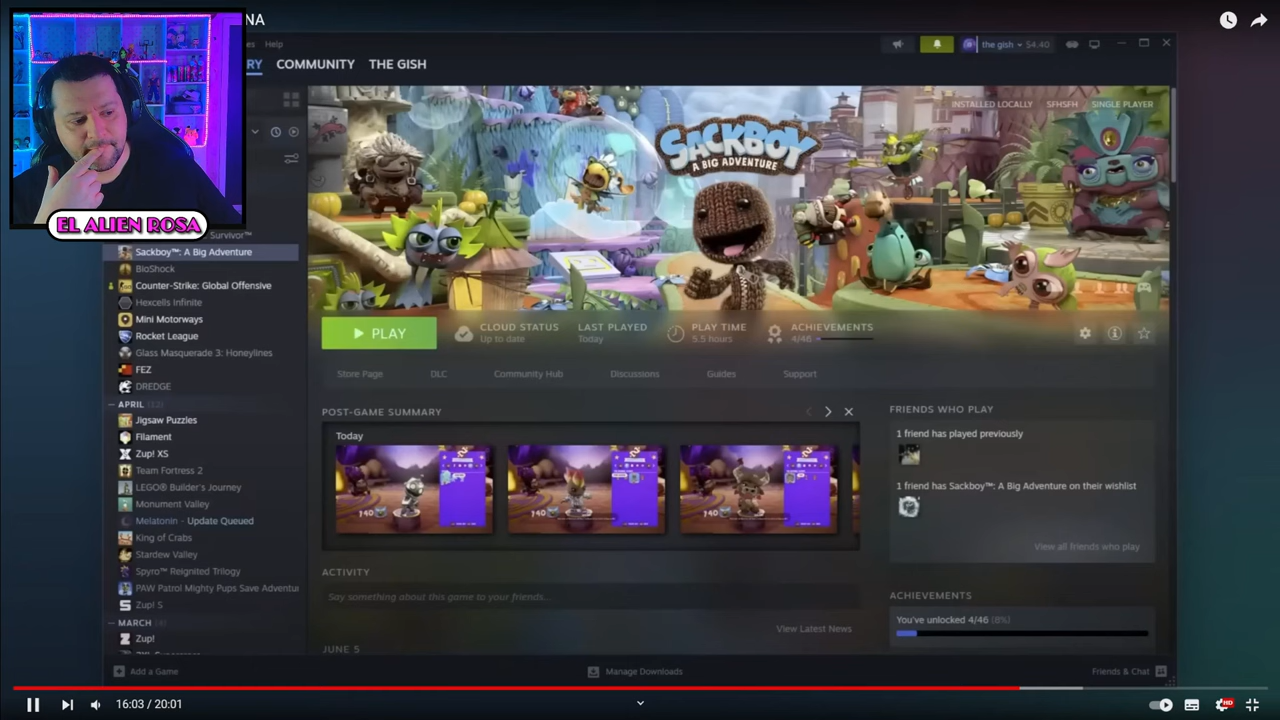 NA
EL ALIEN ROSA
Help
the gish
$4.40
RY
COMMUNITY
THE GISH
INSTALLED LOCALLY
SFHSFH
SINGLE PLAYER
SACKBOY™
A BIG ADVENTURE
Survivor™
Sackboy™: A Big Adventure
BioShock
Counter-Strike: Global Offensive
Hexcells Infinite
Mini Motorways
Rocket League
Glass Masquerade 3: Honeylines
FEZ
DREDGE
— APRIL (12)
Jigsaw Puzzles
Filament
Zup! XS
Team Fortress 2
LEGO® Builder's Journey
Monument Valley
Melatonin - Update Queued
King of Crabs
Stardew Valley
Spyro™ Reignited Trilogy
PAW Patrol Mighty Pups Save Adventur
Zup! S
— MARCH
Zup!
PLAY
CLOUD STATUS
Up to date
LAST PLAYED
Today
PLAY TIME
5.5 hours
ACHIEVEMENTS
4/46
Store Page
DLC
Community Hub
Discussions
Guides
Support
POST-GAME SUMMARY
Today
140
140
140
ACTIVITY
Say something about this game to your friends...
View Latest News
JUNE 5
FRIENDS WHO PLAY
1 friend has played previously
1 friend has Sackboy™: A Big Adventure on their wishlist
View all friends who play
ACHIEVEMENTS
You've unlocked 4/46 (8%)
Add a Game
Manage Downloads
Friends & Chat
16:03 / 20:01
HD